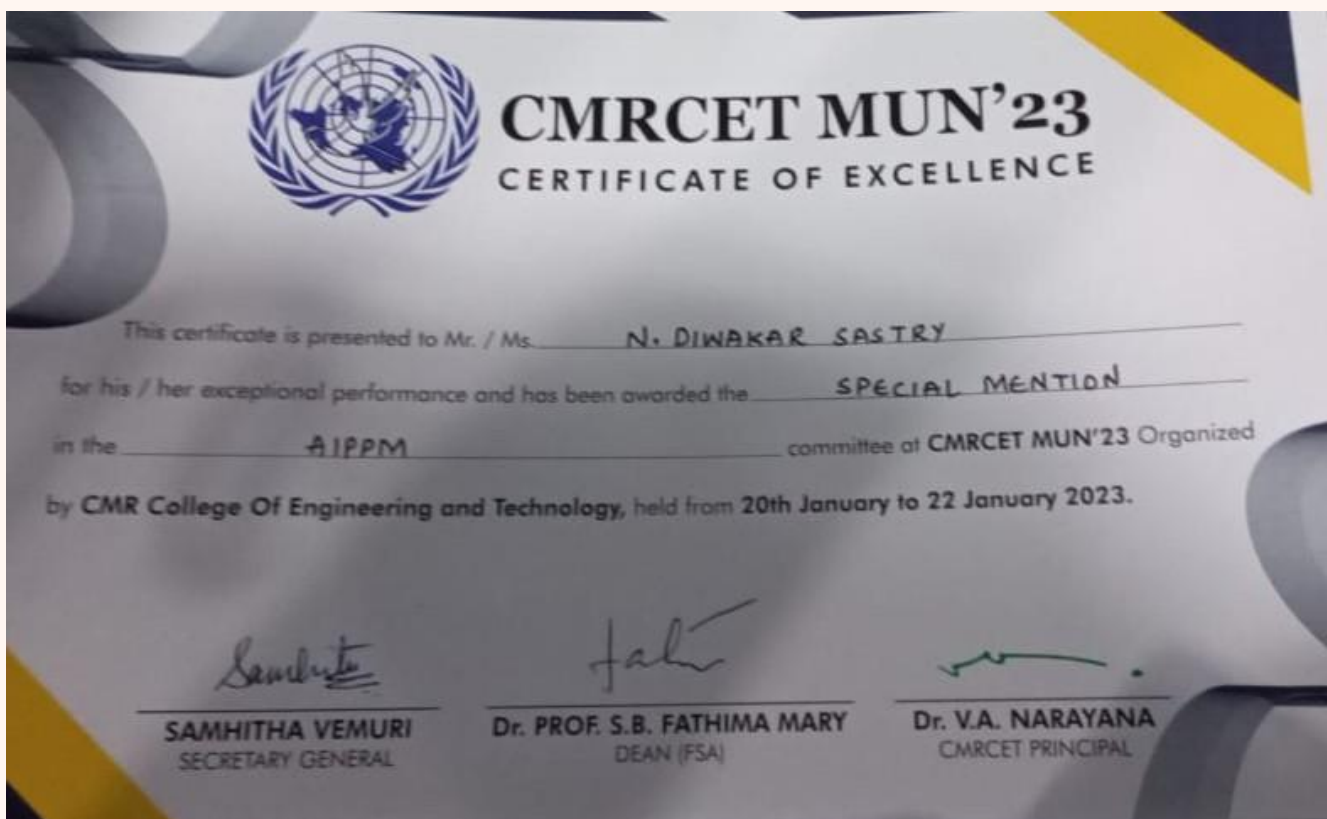 CMRCET MUN'23
CERTIFICATE OF EXCELLENCE
This certificate is presented to Mr. / Ms. N. DIWAKAR SASTRY
for his / her exceptional performance and has been awarded the SPECIAL MENTION
in the AIPPM committee at CMRCET MUN'23 Organized
by CMR College Of Engineering and Technology, held from 20th January to 22 January 2023.
Samhita
SAMHITHA VEMURI Dr. PROF. S.B. FATHIMA MARY Dr. V.A. NARAYANA
SECRETARY GENERAL DEAN (FSA) CMRCET PRINCIPAL